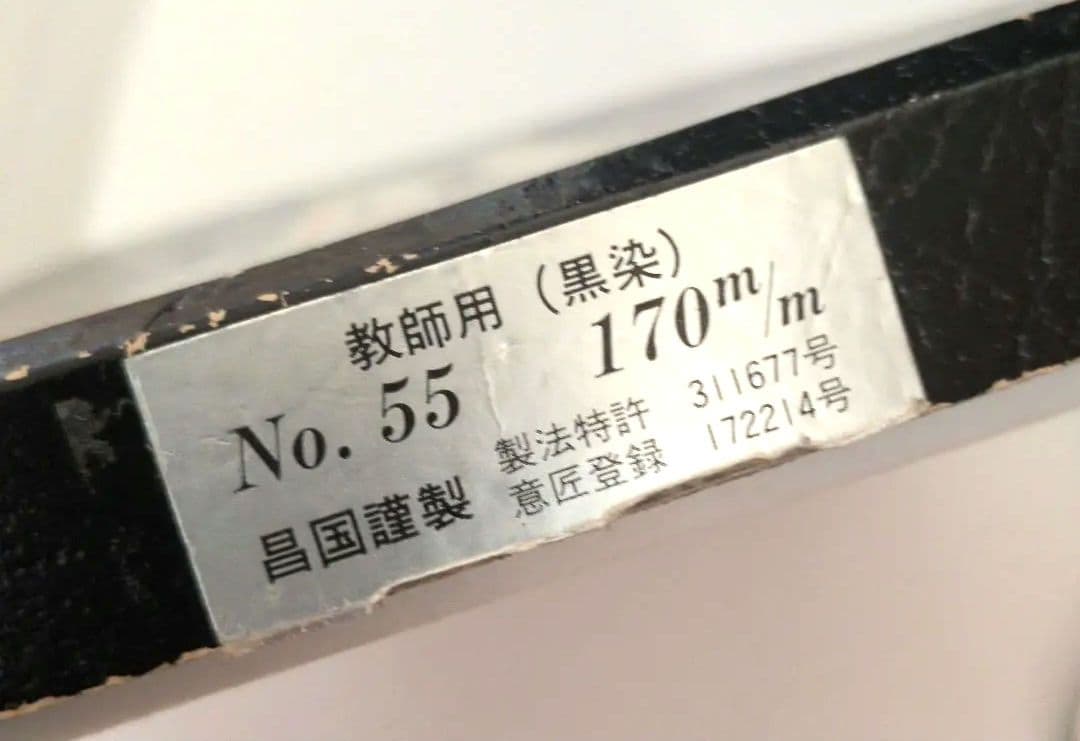 教師用（黒染）
No. 55　170m/m
製法特許　311677号
意匠登録　172214号
昌国謹製